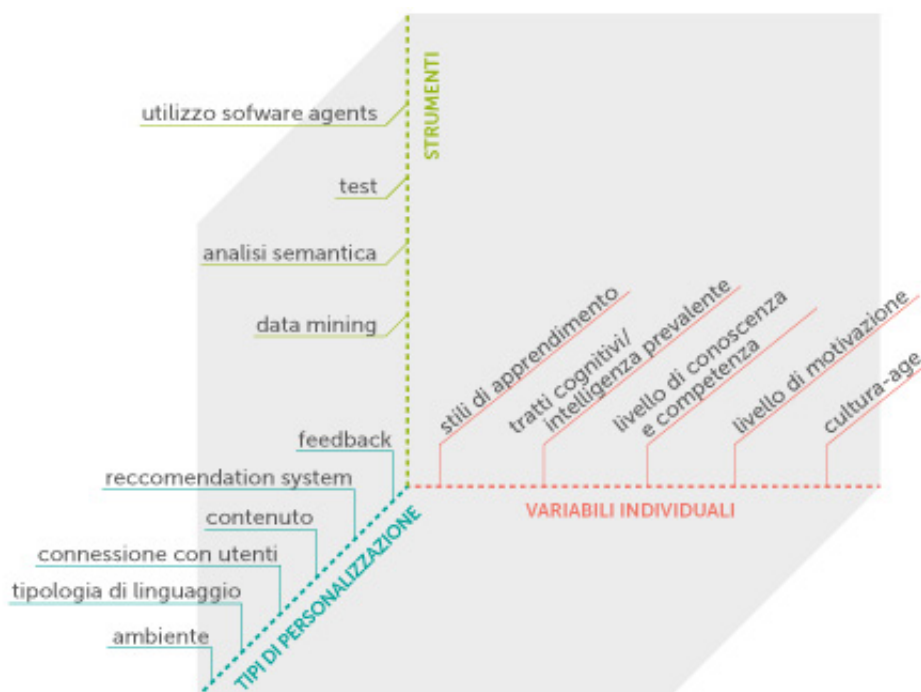 STRUMENTI
utilizzo sofware agents
test
analisi semantica
data mining
stili di apprendimento
tratti cognitivi/
intelligenza prevalente
livello di conoscenza
e competenza
livello di motivazione
cultura-age
VARIABILI INDIVIDUALI
feedback
reccomendation system
contenuto
connessione con utenti
tipologia di linguaggio
ambiente
TIPI DI PERSONALIZZAZIONE